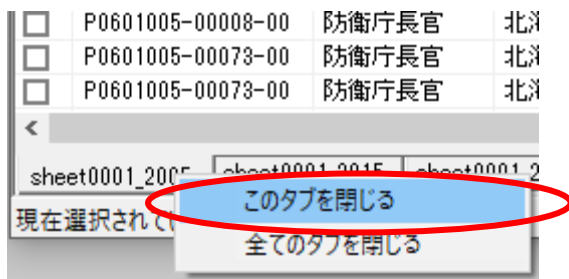 P0601005-00008-00 防衛庁長官
P0601005-00073-00 防衛庁長官
P0601005-00073-00 防衛庁長官
<
sheet0001_2005 sheet0001_2015
このタブを閉じる
現在選択されてい
全てのタブを閉じる